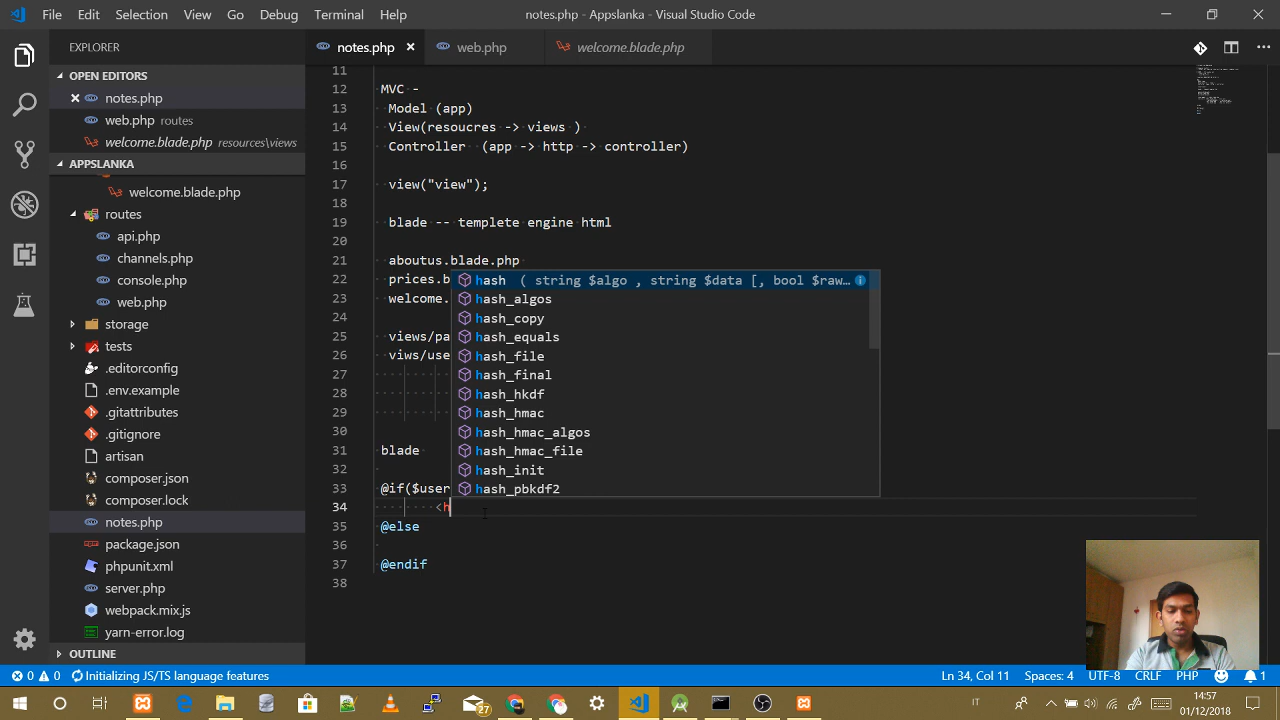 File Edit Selection View Go Debug Terminal Help notes.php - Appslanka - Visual Studio Code
EXPLORER
notes.php
web.php
welcome.blade.php
OPEN EDITORS
notes.php
web.php routes
welcome.blade.php resources\views
APPSLANKA
welcome.blade.php
routes
api.php
channels.php
console.php
web.php
storage
tests
.editorconfig
.env.example
.gitattributes
.gitignore
artisan
composer.json
composer.lock
notes.php
package.json
phpunit.xml
server.php
webpack.mix.js
yarn-error.log
OUTLINE
11
12 MVC -
13 Model (app)
14 View(resoucres -> views )
15 Controller (app -> http -> controller)
16
17 view("view");
18
19 blade -- templete engine html
20
21 aboutus.blade.php
22 prices.b
23 welcome.
24
25 views/pa
26 viws/use
27
28
29
30
31 blade
32
33 @if($user
34 <h
35 @else
36
37 @endif
38
hash ( string $algo , string $data [, bool $raw…
hash_algos
hash_copy
hash_equals
hash_file
hash_final
hash_hkdf
hash_hmac
hash_hmac_algos
hash_hmac_file
hash_init
hash_pbkdf2
0 0 Initializing JS/TS language features Ln 34, Col 11 Spaces: 4 UTF-8 CRLF PHP 1
27 IT 14:57
01/12/2018